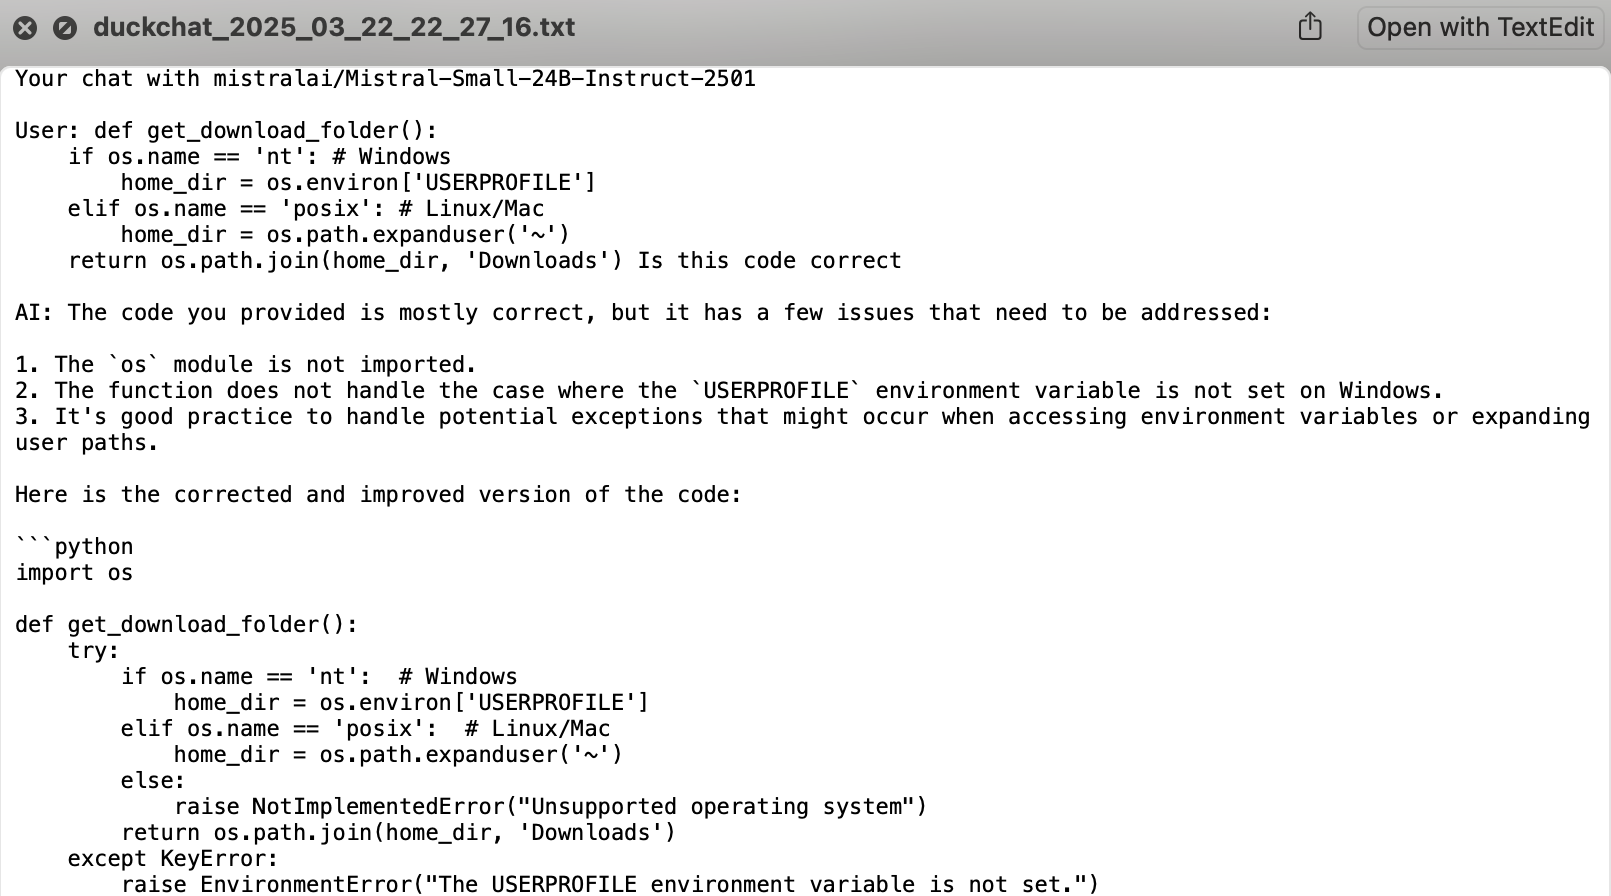 duckchat_2025_03_22_22_27_16.txt
Open with TextEdit
Your chat with mistralai/Mistral-Small-24B-Instruct-2501

User: def get_download_folder():
    if os.name == 'nt': # Windows
        home_dir = os.environ['USERPROFILE']
    elif os.name == 'posix': # Linux/Mac
        home_dir = os.path.expanduser('~')
    return os.path.join(home_dir, 'Downloads') Is this code correct

AI: The code you provided is mostly correct, but it has a few issues that need to be addressed:

1. The `os` module is not imported.
2. The function does not handle the case where the `USERPROFILE` environment variable is not set on Windows.
3. It's good practice to handle potential exceptions that might occur when accessing environment variables or expanding
user paths.

Here is the corrected and improved version of the code:

```python
import os

def get_download_folder():
    try:
        if os.name == 'nt':  # Windows
            home_dir = os.environ['USERPROFILE']
        elif os.name == 'posix':  # Linux/Mac
            home_dir = os.path.expanduser('~')
        else:
            raise NotImplementedError("Unsupported operating system")
        return os.path.join(home_dir, 'Downloads')
    except KeyError:
        raise EnvironmentError("The USERPROFILE environment variable is not set.")